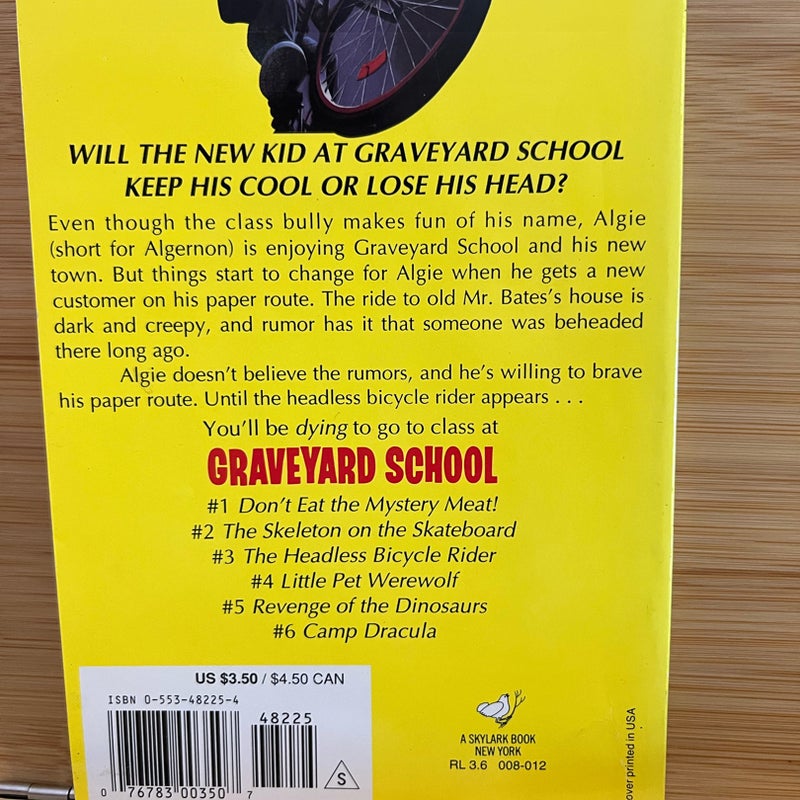 WILL THE NEW KID AT GRAVEYARD SCHOOL
KEEP HIS COOL OR LOSE HIS HEAD?
Even though the class bully makes fun of his name, Algie
(short for Algernon) is enjoying Graveyard School and his new
town. But things start to change for Algie when he gets a new
customer on his paper route. The ride to old Mr. Bates's house is
dark and creepy, and rumor has it that someone was beheaded
there long ago.
Algie doesn't believe the rumors, and he's willing to brave
his paper route. Until the headless bicycle rider appears . . .
You'll be dying to go to class at
GRAVEYARD SCHOOL
#1 Don't Eat the Mystery Meat!
#2 The Skeleton on the Skateboard
#3 The Headless Bicycle Rider
#4 Little Pet Werewolf
#5 Revenge of the Dinosaurs
#6 Camp Dracula
US $3.50 / $4.50 CAN
ISBN 0-553-48225-4
48225
0 76783 00350 7
S
A SKYLARK BOOK
NEW YORK
RL 3.6 008-012
over printed in USA